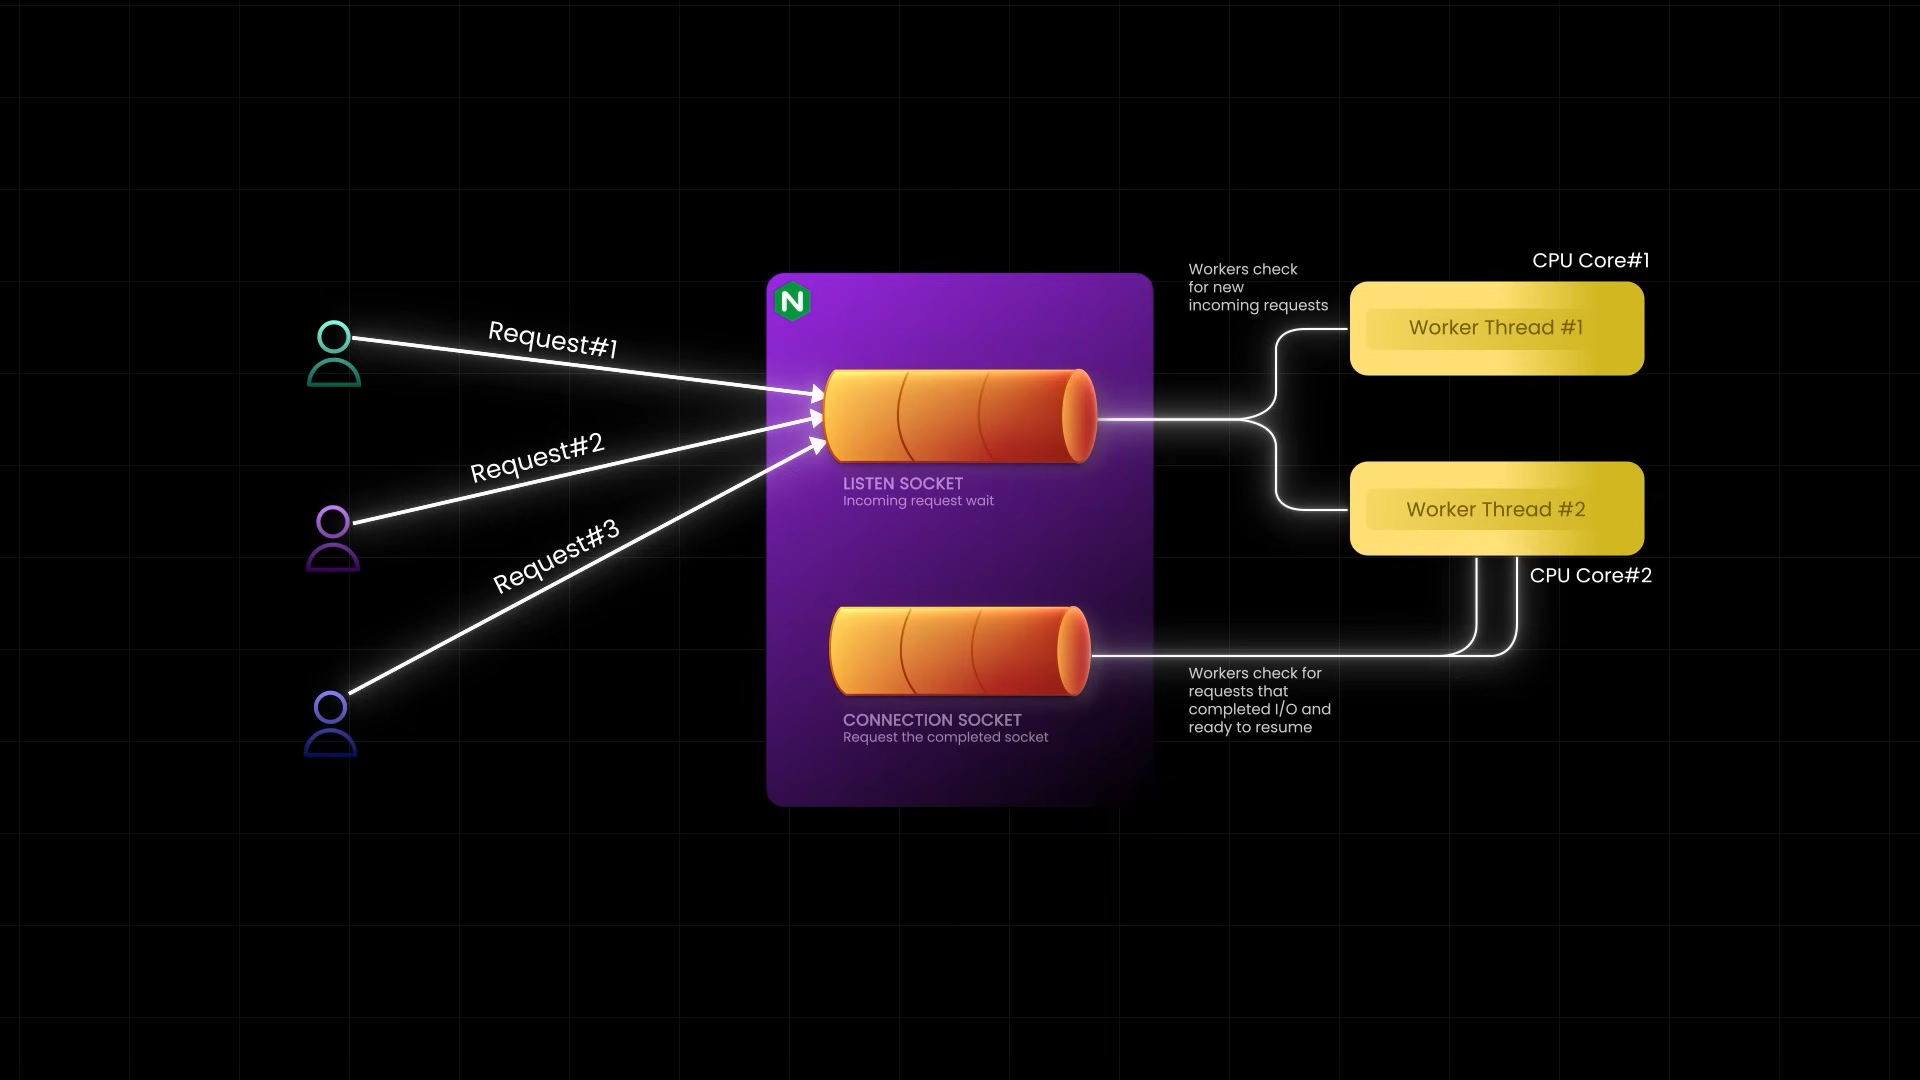 CPU Core#1
Workers check
for new
incoming requests
N
Worker Thread #1
Request#1
Request#2
LISTEN SOCKET
Incoming request wait
Worker Thread #2
Request#3
CPU Core#2
Workers check for
requests that
completed I/O and
ready to resume
CONNECTION SOCKET
Request the completed socket